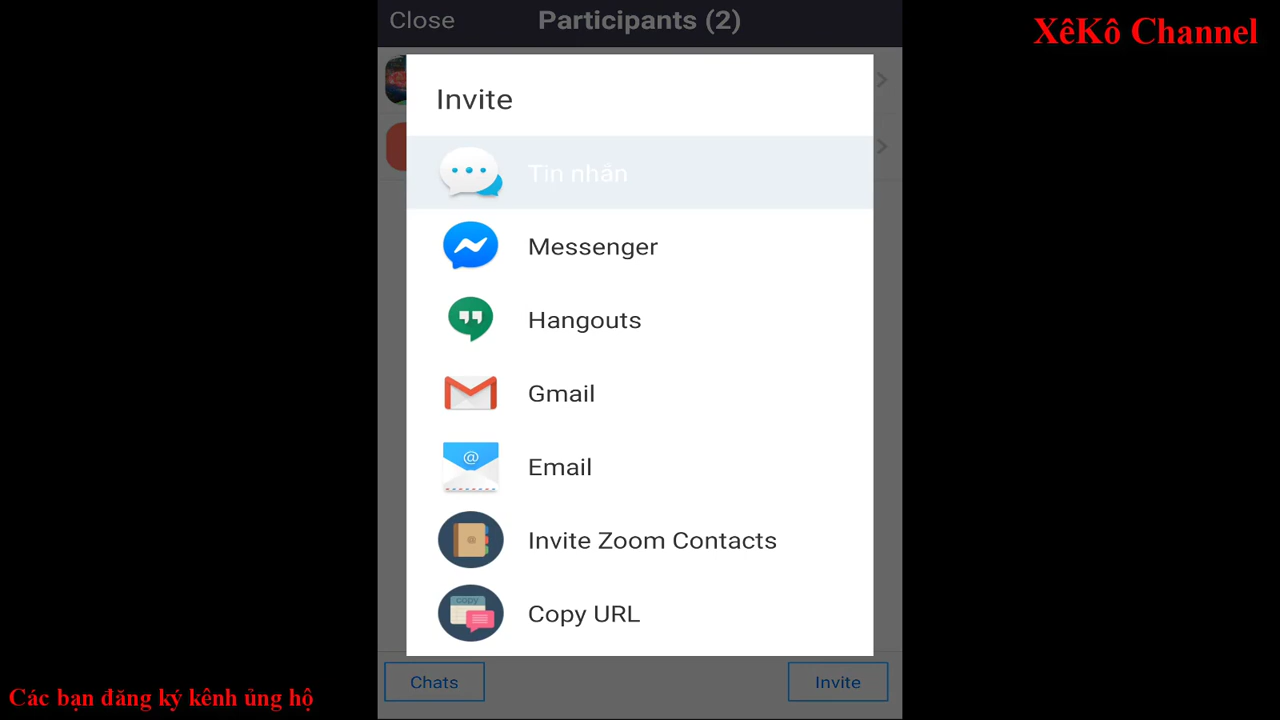 Close
Participants (2)
XêKô Channel
Invite
Tin nhắn
Messenger
Hangouts
Gmail
@
Email
Invite Zoom Contacts
copy
Copy URL
Chats
Invite
Các bạn đăng ký kênh ủng hộ